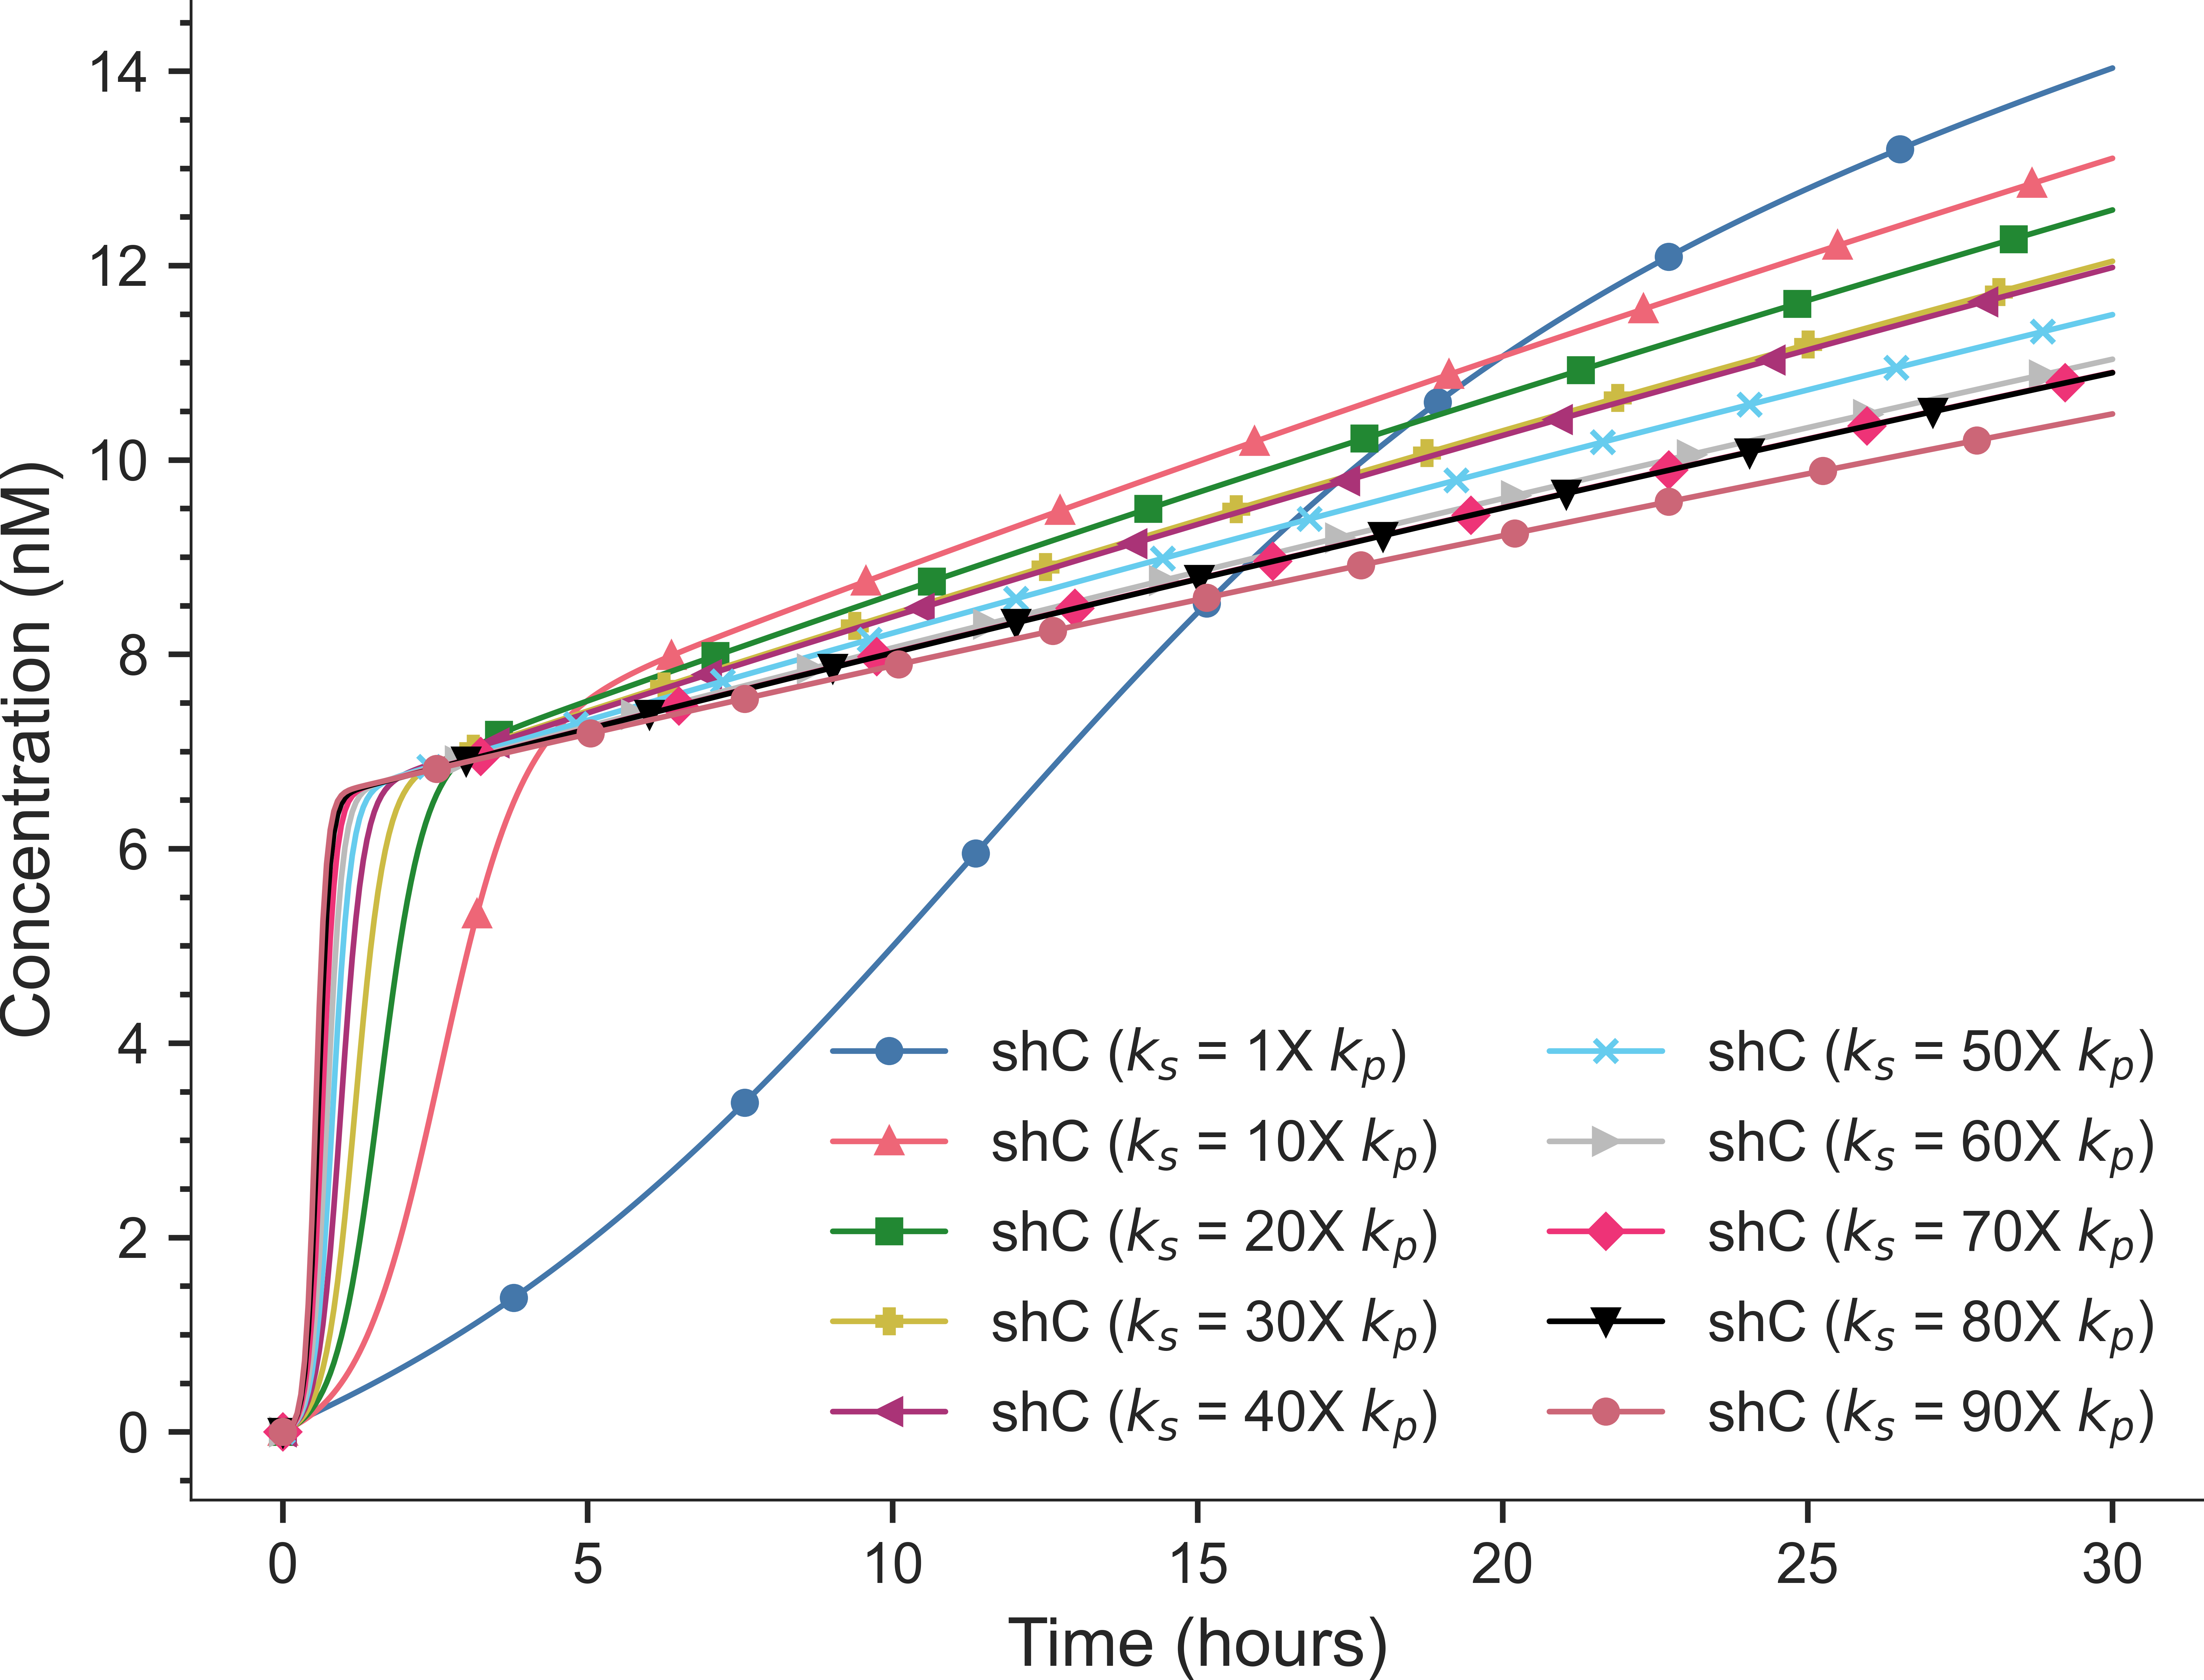 Concentration (nM)
14
12
10
8
6
4
2
0
shC (ks = 1X kp)
shC (ks = 10X kp)
shC (ks = 20X kp)
shC (ks = 30X kp)
shC (ks = 40X kp)
shC (ks = 50X kp)
shC (ks = 60X kp)
shC (ks = 70X kp)
shC (ks = 80X kp)
shC (ks = 90X kp)
0 5 10 15 20 25 30
Time (hours)